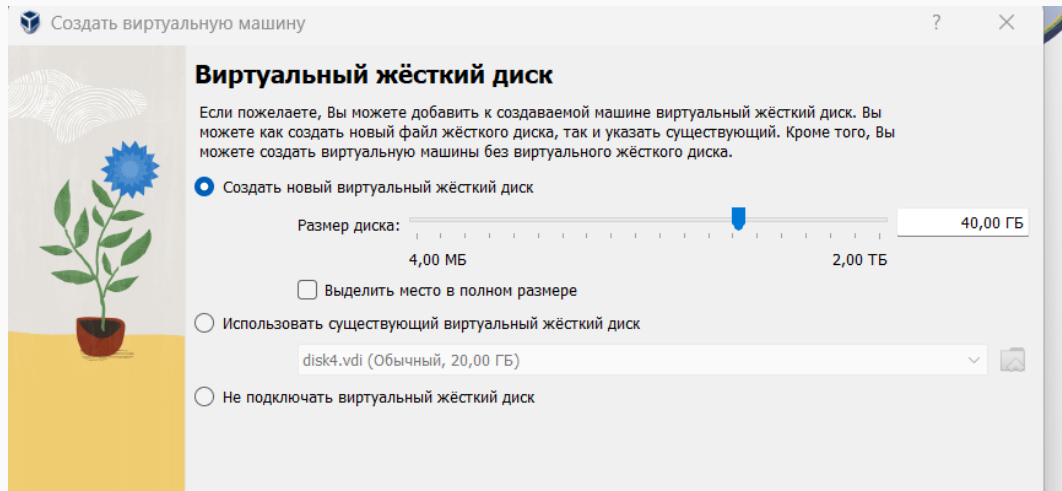 Создать виртуальную машину
?
Виртуальный жёсткий диск
Если пожелаете, Вы можете добавить к создаваемой машине виртуальный жёсткий диск. Вы
можете как создать новый файл жёсткого диска, так и указать существующий. Кроме того, Вы
можете создать виртуальную машины без виртуального жёсткого диска.
Создать новый виртуальный жёсткий диск
Размер диска: 40,00 ГБ
4,00 МБ 2,00 ТБ
Выделить место в полном размере
Использовать существующий виртуальный жёсткий диск
disk4.vdi (Обычный, 20,00 ГБ)
Не подключать виртуальный жёсткий диск